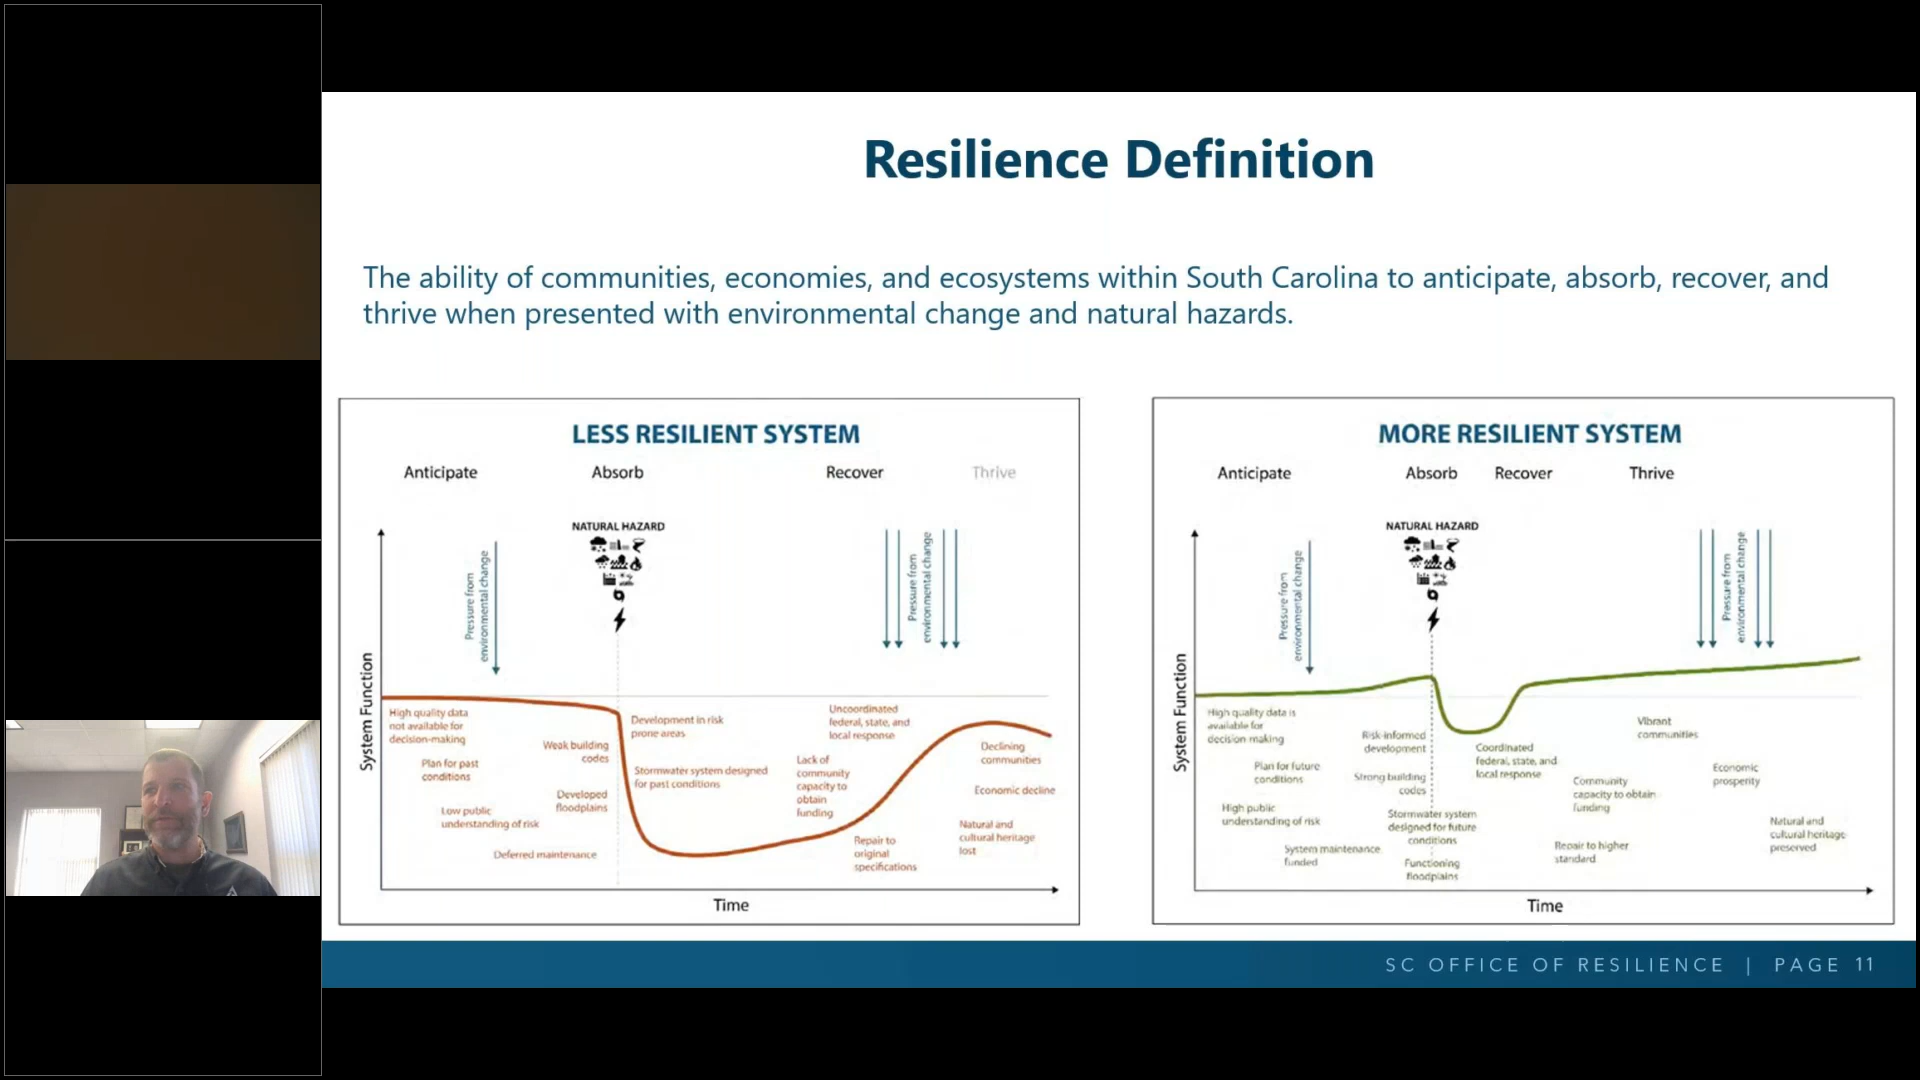 Resilience Definition
The ability of communities, economies, and ecosystems within South Carolina to anticipate, absorb, recover, and
thrive when presented with environmental change and natural hazards.
LESS RESILIENT SYSTEM
Anticipate
Absorb
Recover
Thrive
NATURAL HAZARD
Pressure from
environmental change
Pressure from
environmental change
System Function
High quality data
not available for
decision-making
Plan for past
conditions
Low public
understanding of risk
Deferred maintenance
Weak building
codes
Developed
floodplains
Development in risk
prone areas
Stormwater system designed
for past conditions
Uncoordinated
federal, state, and
local response
Lack of
community
capacity to
obtain
funding
Repair to
original
specifications
Declining
communities
Economic decline
Natural and
cultural heritage
lost
Time
MORE RESILIENT SYSTEM
Anticipate
Absorb
Recover
Thrive
NATURAL HAZARD
Pressure from
environmental change
Pressure from
environmental change
System Function
High quality data is
available for
decision making
Plan for future
conditions
High public
understanding of risk
System maintenance
funded
Risk-informed
development
Strong building
codes
Stormwater system
designed for future
conditions
Functioning
floodplains
Coordinated
federal, state, and
local response
Community
capacity to obtain
funding
Repair to higher
standard
Vibrant
communities
Economic
prosperity
Natural and
cultural heritage
preserved
Time
SC OFFICE OF RESILIENCE | PAGE 11